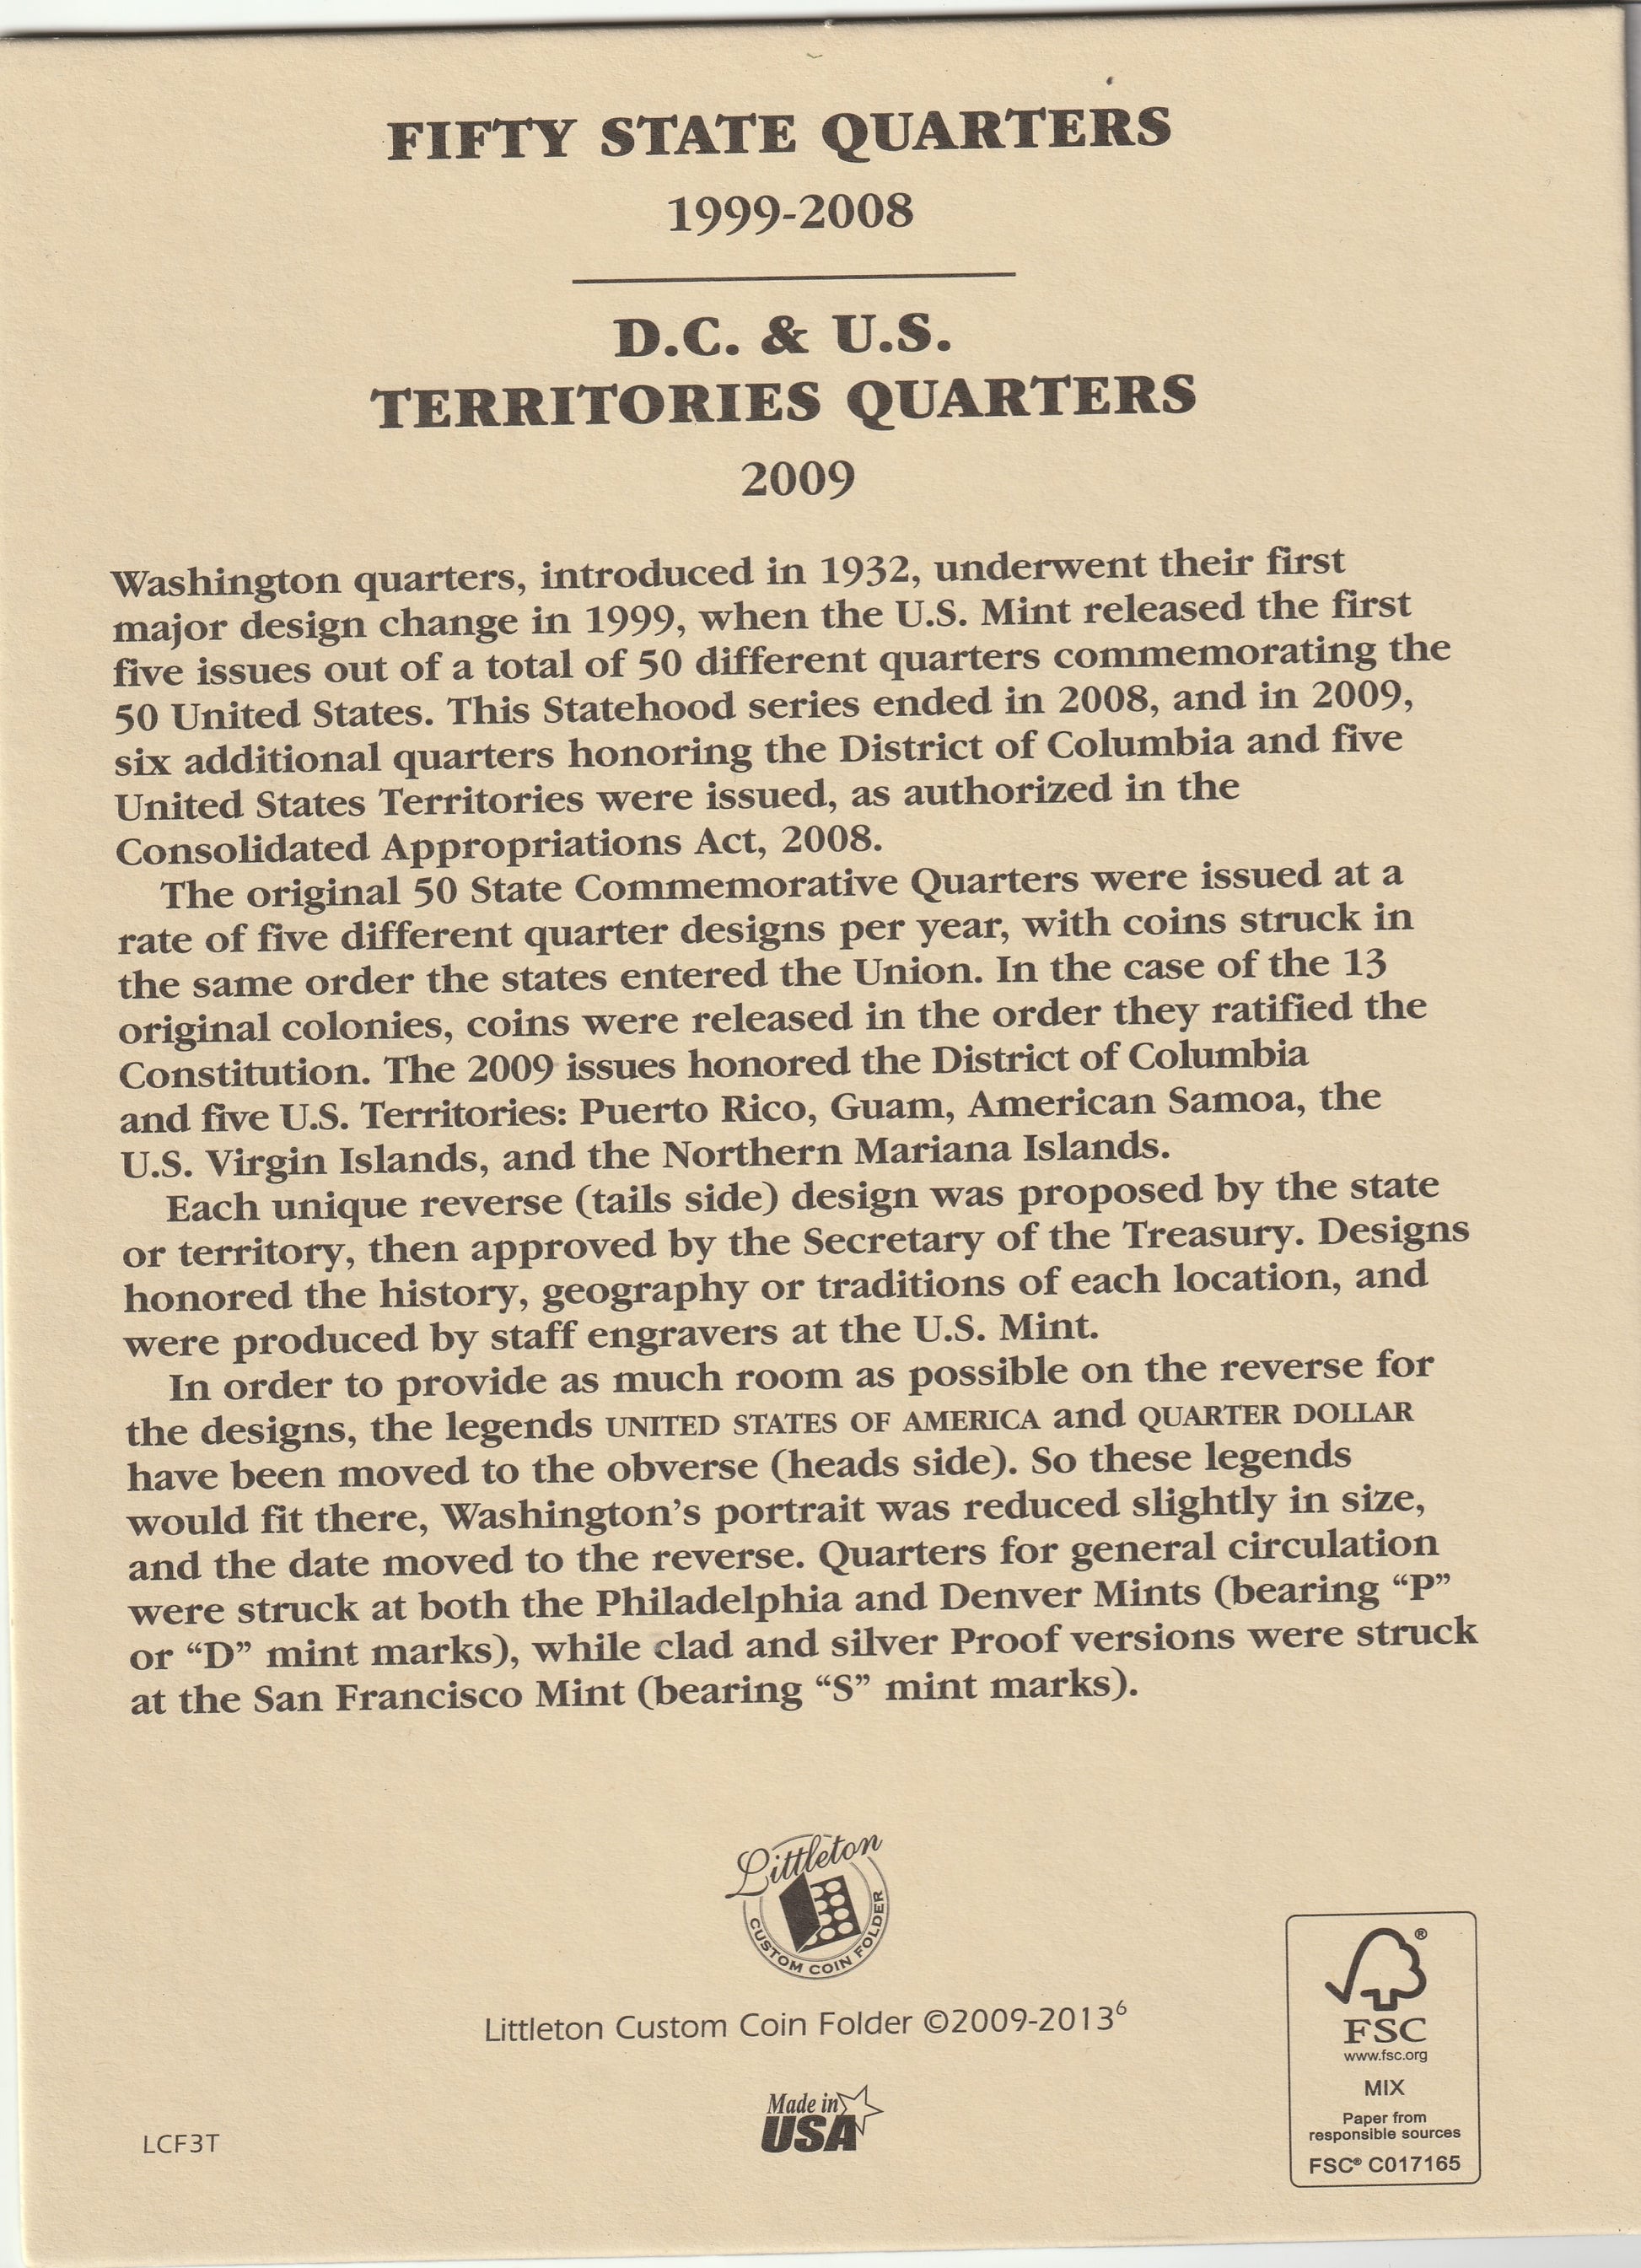 FIFTY STATE QUARTERS
1999-2008
D.C. & U.S.
TERRITORIES QUARTERS
2009
Washington quarters, introduced in 1932, underwent their first
major design change in 1999, when the U.S. Mint released the first
five issues out of a total of 50 different quarters commemorating the
50 United States. This Statehood series ended in 2008, and in 2009,
six additional quarters honoring the District of Columbia and five
United States Territories were issued, as authorized in the
Consolidated Appropriations Act, 2008.
The original 50 State Commemorative Quarters were issued at a
rate of five different quarter designs per year, with coins struck in
the same order the states entered the Union. In the case of the 13
original colonies, coins were released in the order they ratified the
Constitution. The 2009 issues honored the District of Columbia
and five U.S. Territories: Puerto Rico, Guam, American Samoa, the
U.S. Virgin Islands, and the Northern Mariana Islands.
Each unique reverse (tails side) design was proposed by the state
or territory, then approved by the Secretary of the Treasury. Designs
honored the history, geography or traditions of each location, and
were produced by staff engravers at the U.S. Mint.
In order to provide as much room as possible on the reverse for
the designs, the legends UNITED STATES OF AMERICA and QUARTER DOLLAR
have been moved to the obverse (heads side). So these legends
would fit there, Washington's portrait was reduced slightly in size,
and the date moved to the reverse. Quarters for general circulation
were struck at both the Philadelphia and Denver Mints (bearing “P”
or “D” mint marks), while clad and silver Proof versions were struck
at the San Francisco Mint (bearing “S” mint marks).
Littleton
CUSTOM COIN FOLDER
Littleton Custom Coin Folder ©2009-2013⁶
Made in
USA
LCF3T
®
FSC
www.fsc.org
MIX
Paper from
responsible sources
FSC® C017165